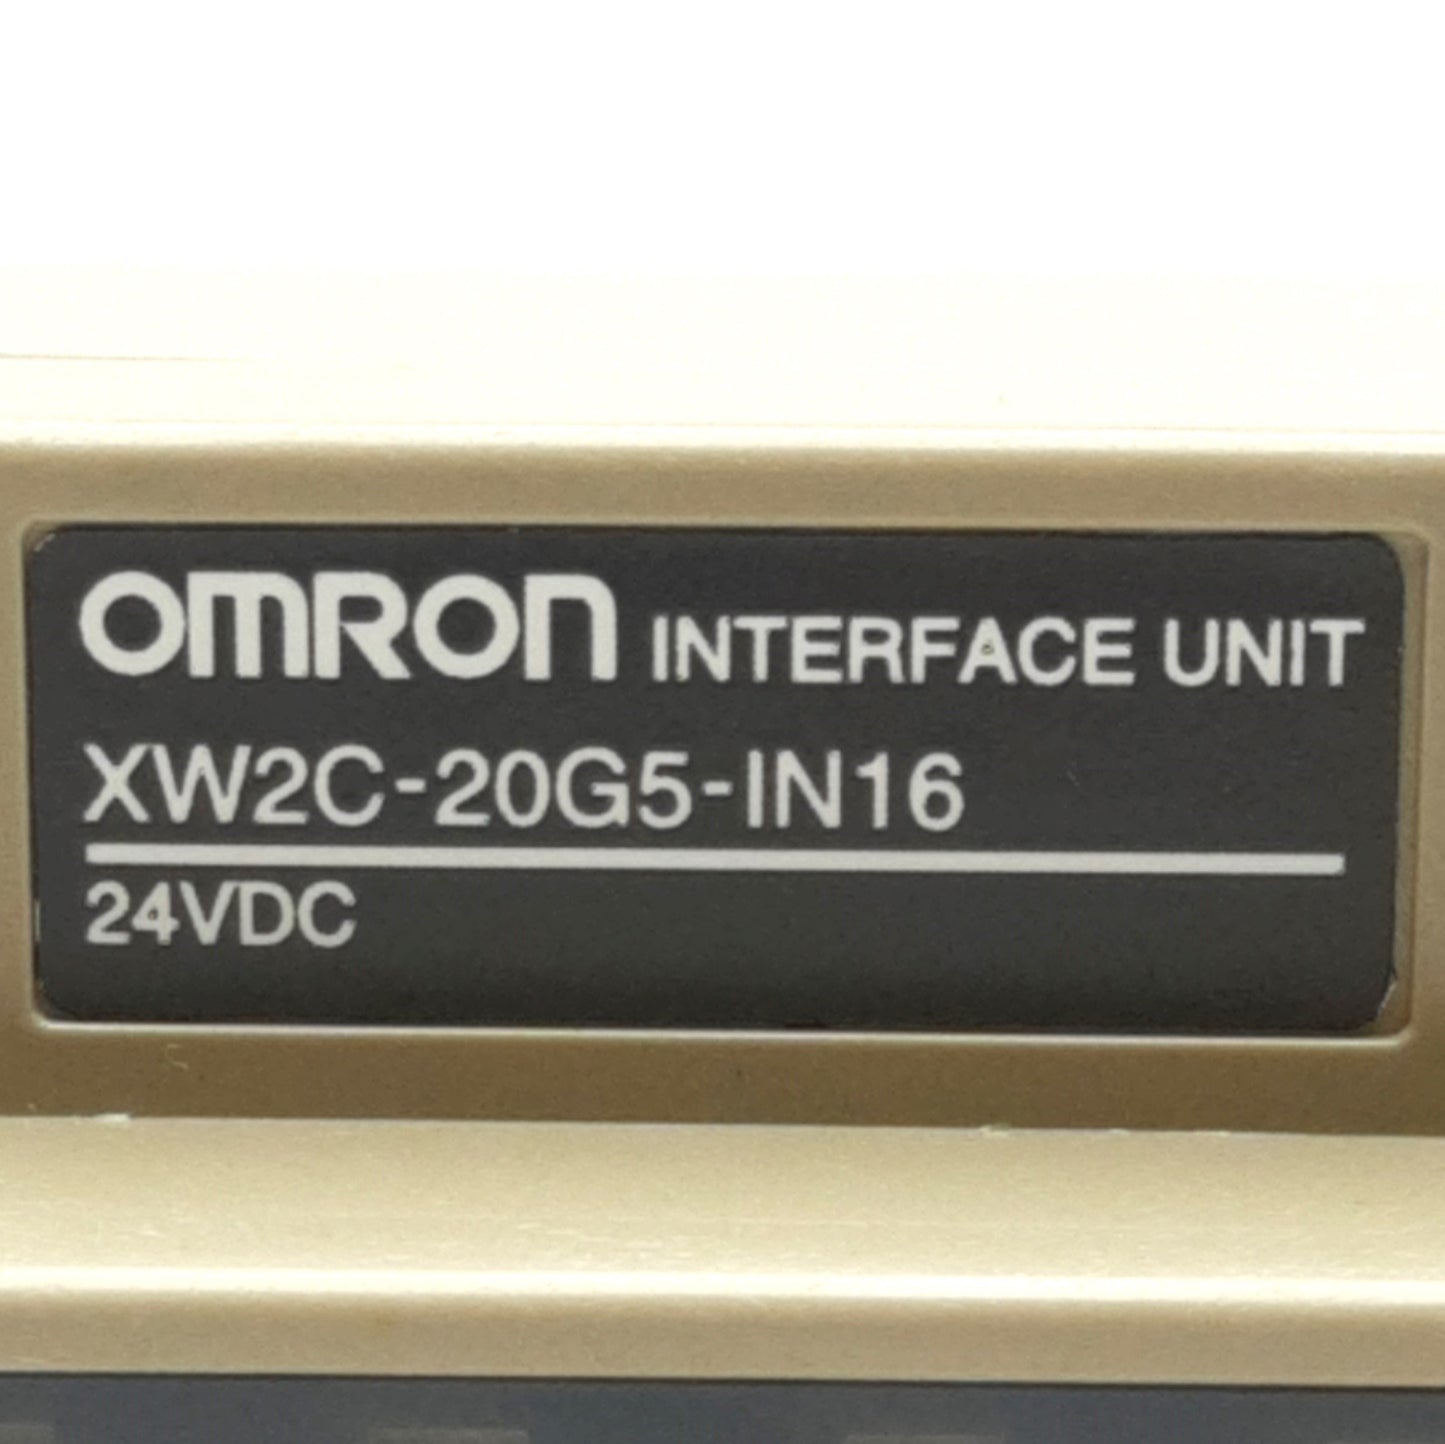 OMRON INTERFACE UNIT
XW2C-20G5-IN16
24VDC